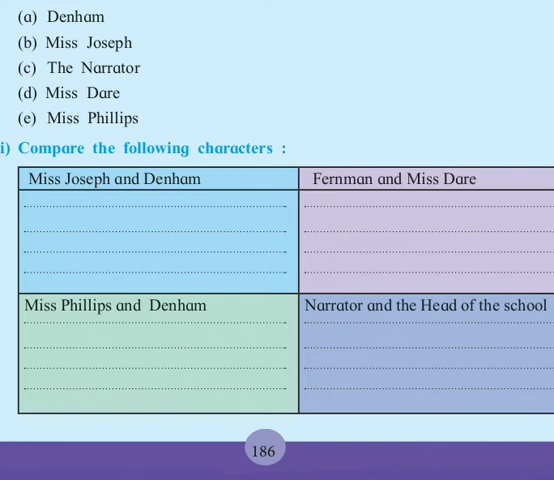 (a) Denham
(b) Miss Joseph
(c) The Narrator
(d) Miss Dare
(e) Miss Phillips
i) Compare the following characters :
Miss Joseph and Denham
Fernman and Miss Dare
Miss Phillips and Denham
Narrator and the Head of the school
186